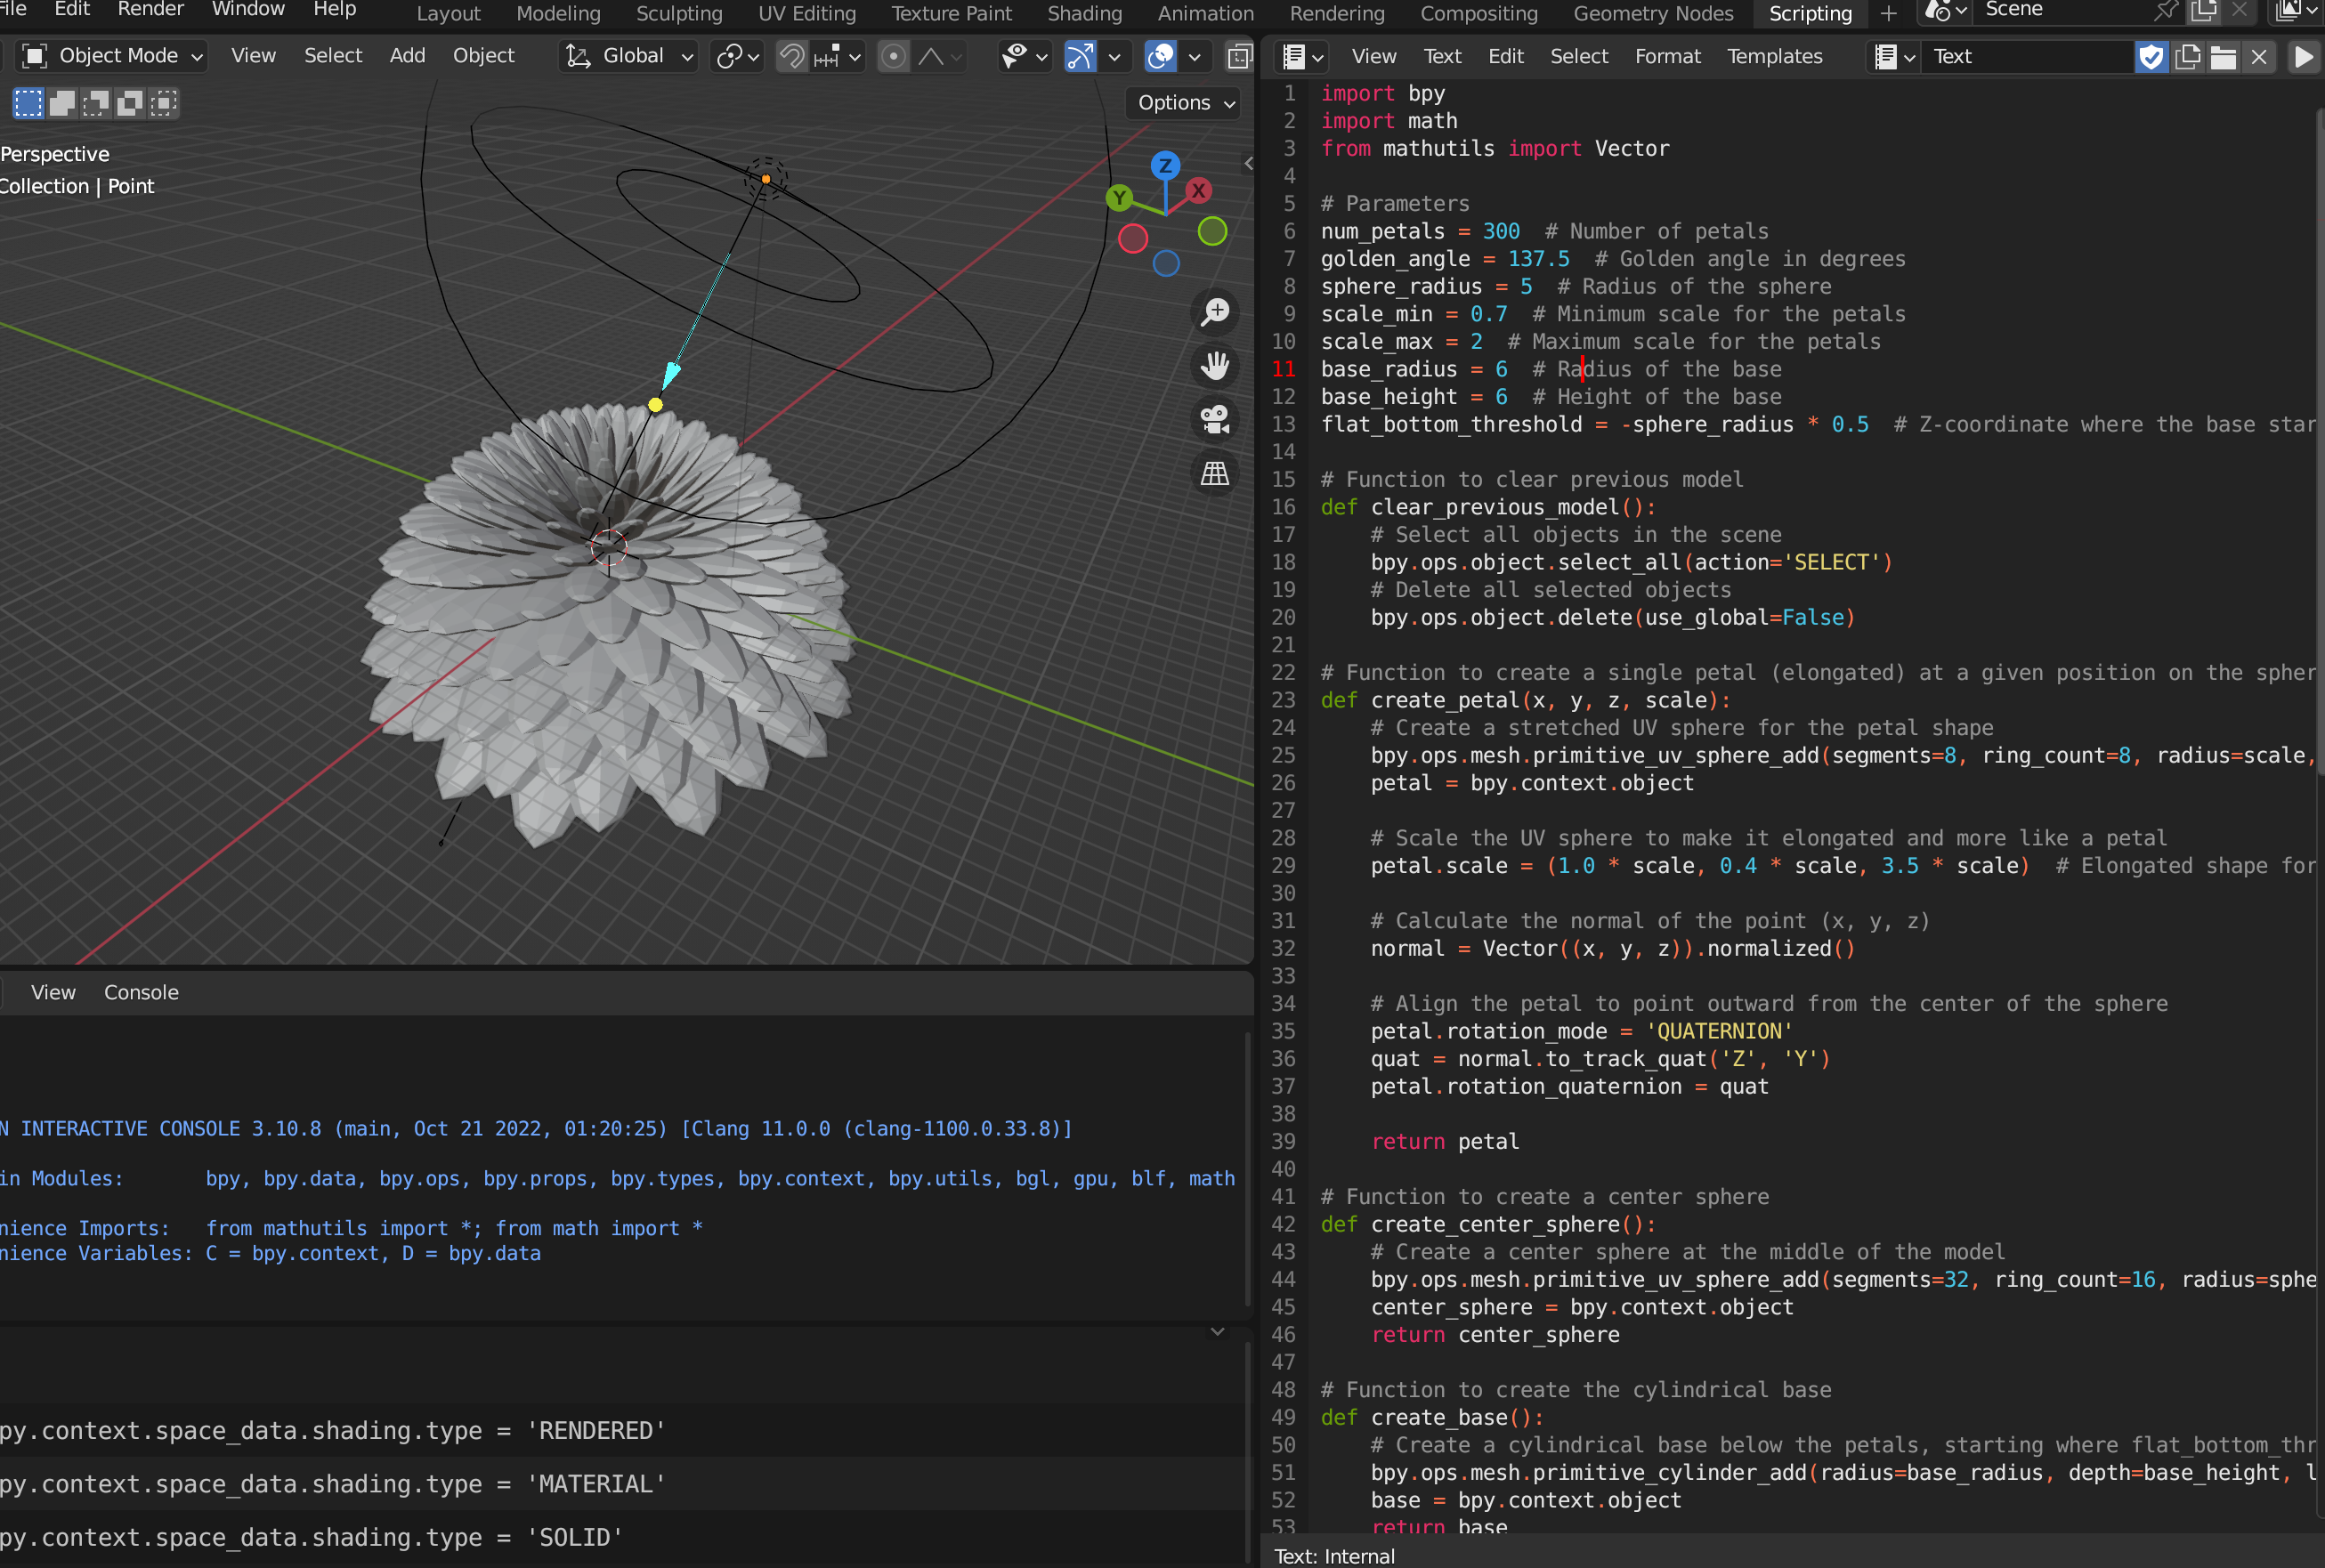 File Edit Render Window Help Layout Modeling Sculpting UV Editing Texture Paint Shading Animation Rendering Compositing Geometry Nodes Scripting + Scene
Object Mode View Select Add Object Global
Options
Perspective
Collection | Point
Z
Y
X
View Console
N INTERACTIVE CONSOLE 3.10.8 (main, Oct 21 2022, 01:20:25) [Clang 11.0.0 (clang-1100.0.33.8)]
in Modules: bpy, bpy.data, bpy.ops, bpy.props, bpy.types, bpy.context, bpy.utils, bgl, gpu, blf, math
nience Imports: from mathutils import *; from math import *
nience Variables: C = bpy.context, D = bpy.data
py.context.space_data.shading.type = 'RENDERED'
py.context.space_data.shading.type = 'MATERIAL'
py.context.space_data.shading.type = 'SOLID'
View Text Edit Select Format Templates Text
1 import bpy
2 import math
3 from mathutils import Vector
4
5 # Parameters
6 num_petals = 300  # Number of petals
7 golden_angle = 137.5  # Golden angle in degrees
8 sphere_radius = 5  # Radius of the sphere
9 scale_min = 0.7  # Minimum scale for the petals
10 scale_max = 2  # Maximum scale for the petals
11 base_radius = 6  # Radius of the base
12 base_height = 6  # Height of the base
13 flat_bottom_threshold = -sphere_radius * 0.5  # Z-coordinate where the base star
14
15 # Function to clear previous model
16 def clear_previous_model():
17     # Select all objects in the scene
18     bpy.ops.object.select_all(action='SELECT')
19     # Delete all selected objects
20     bpy.ops.object.delete(use_global=False)
21
22 # Function to create a single petal (elongated) at a given position on the spher
23 def create_petal(x, y, z, scale):
24     # Create a stretched UV sphere for the petal shape
25     bpy.ops.mesh.primitive_uv_sphere_add(segments=8, ring_count=8, radius=scale,
26     petal = bpy.context.object
27
28     # Scale the UV sphere to make it elongated and more like a petal
29     petal.scale = (1.0 * scale, 0.4 * scale, 3.5 * scale)  # Elongated shape for
30
31     # Calculate the normal of the point (x, y, z)
32     normal = Vector((x, y, z)).normalized()
33
34     # Align the petal to point outward from the center of the sphere
35     petal.rotation_mode = 'QUATERNION'
36     quat = normal.to_track_quat('Z', 'Y')
37     petal.rotation_quaternion = quat
38
39     return petal
40
41 # Function to create a center sphere
42 def create_center_sphere():
43     # Create a center sphere at the middle of the model
44     bpy.ops.mesh.primitive_uv_sphere_add(segments=32, ring_count=16, radius=sphe
45     center_sphere = bpy.context.object
46     return center_sphere
47
48 # Function to create the cylindrical base
49 def create_base():
50     # Create a cylindrical base below the petals, starting where flat_bottom_thr
51     bpy.ops.mesh.primitive_cylinder_add(radius=base_radius, depth=base_height, l
52     base = bpy.context.object
53     return base
Text: Internal